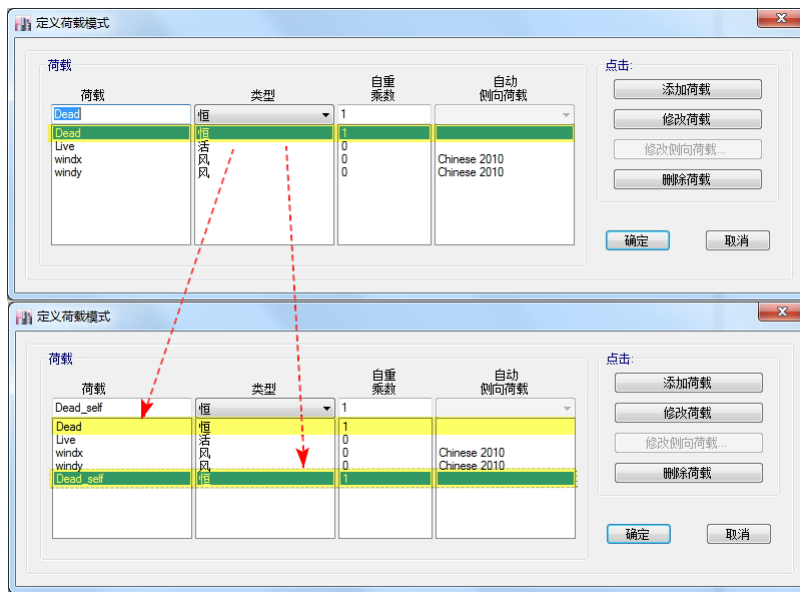 定义荷载模式
荷载
点击:
荷载 类型 自重乘数 自动侧向荷载
Dead 恒 1
Dead 恒 1
Live 活 0
windx 风 0 Chinese 2010
windy 风 0 Chinese 2010
添加荷载
修改荷载
修改侧向荷载...
删除荷载
确定 取消
定义荷载模式
荷载
点击:
荷载 类型 自重乘数 自动侧向荷载
Dead_self 恒 1
Dead 恒 1
Live 活 0
windx 风 0 Chinese 2010
windy 风 0 Chinese 2010
Dead_self 恒 1
添加荷载
修改荷载
修改侧向荷载...
删除荷载
确定 取消